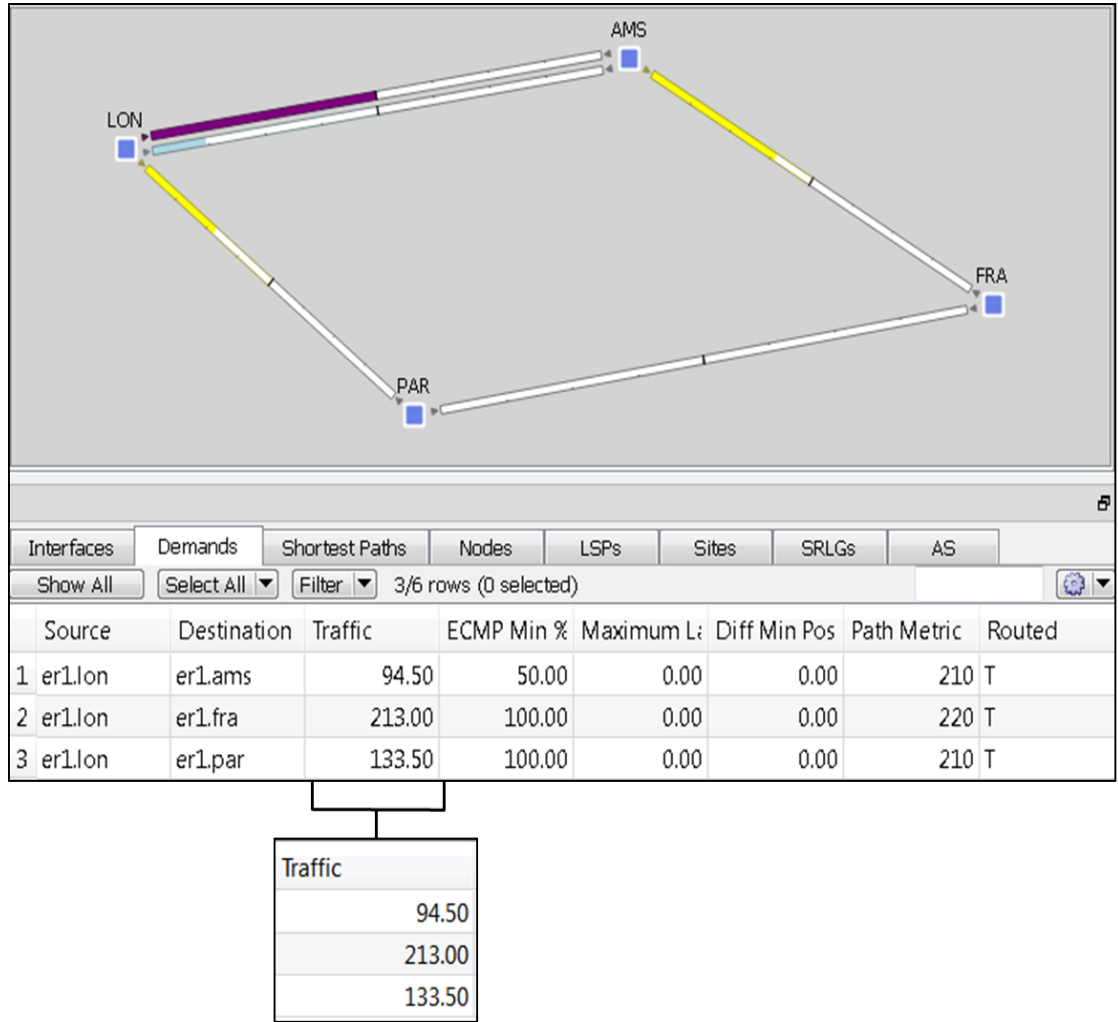 AMS
LON
FRA
PAR
Interfaces Demands Shortest Paths Nodes LSPs Sites SRLGs AS
Show All Select All Filter 3/6 rows (0 selected)
Source Destination Traffic ECMP Min % Maximum La Diff Min Pos Path Metric Routed
1 er1.lon er1.ams 94.50 50.00 0.00 0.00 210 T
2 er1.lon er1.fra 213.00 100.00 0.00 0.00 220 T
3 er1.lon er1.par 133.50 100.00 0.00 0.00 210 T
Traffic
94.50
213.00
133.50